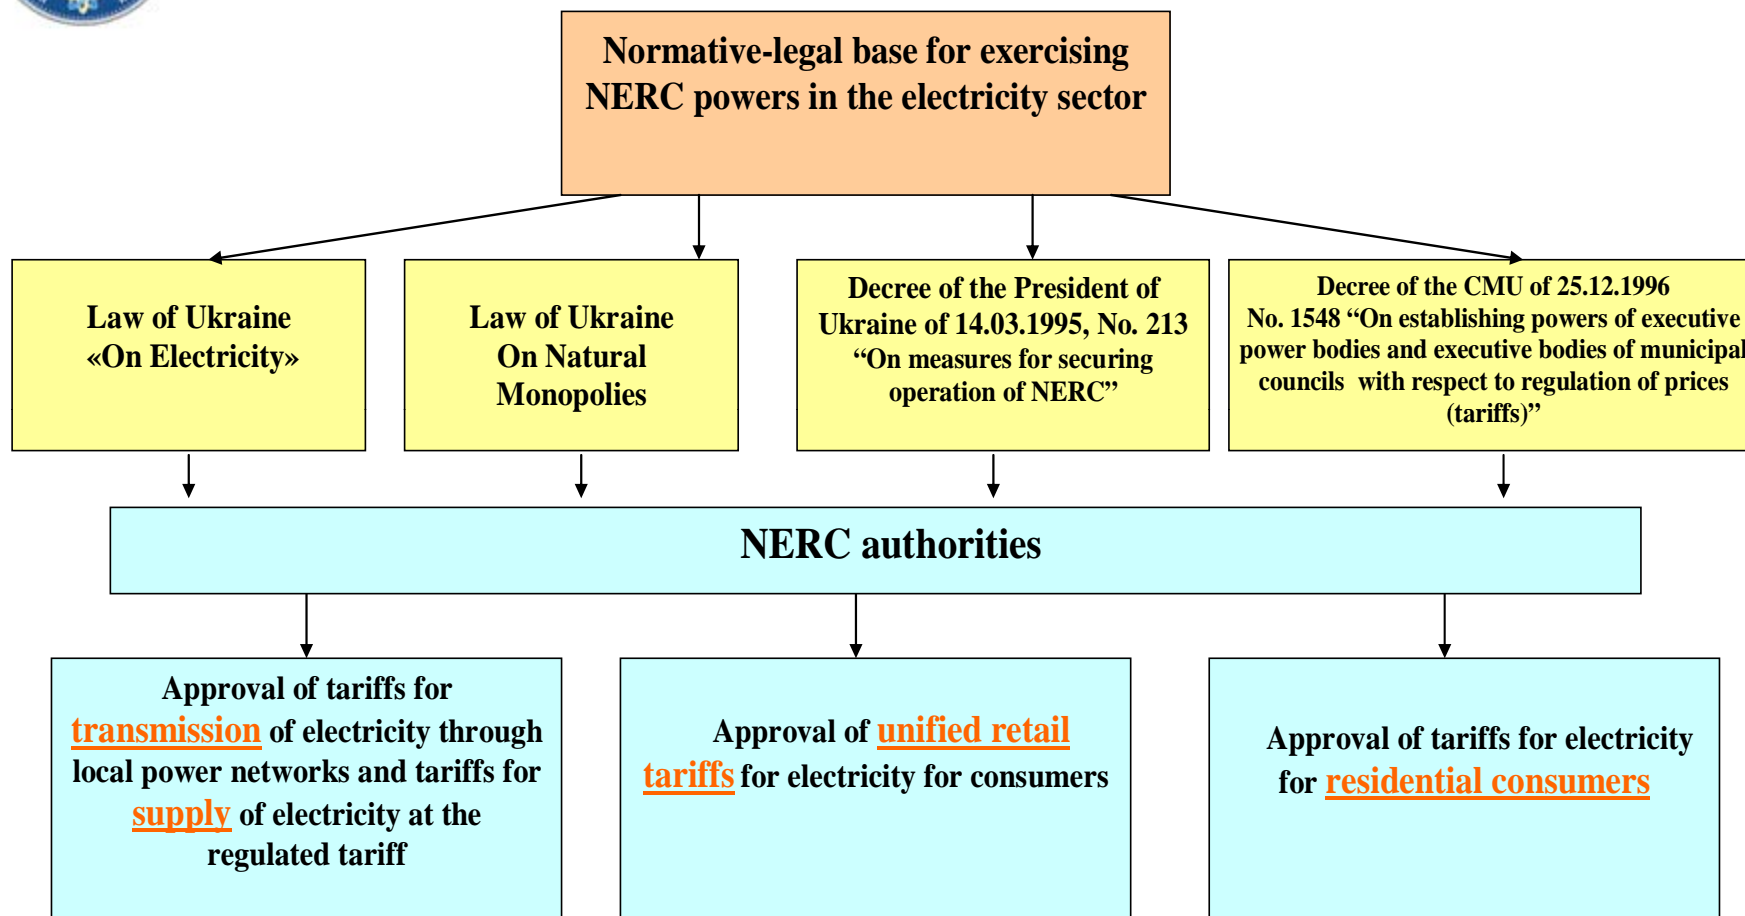 Normative-legal base for exercising
NERC powers in the electricity sector
Law of Ukraine
«On Electricity»
Law of Ukraine
On Natural
Monopolies
Decree of the President of
Ukraine of 14.03.1995, No. 213
“On measures for securing
operation of NERC”
Decree of the CMU of 25.12.1996
No. 1548 “On establishing powers of executive
power bodies and executive bodies of municipal
councils with respect to regulation of prices
(tariffs)”
NERC authorities
Approval of tariffs for
transmission of electricity through
local power networks and tariffs for
supply of electricity at the
regulated tariff
Approval of unified retail
tariffs for electricity for consumers
Approval of tariffs for electricity
for residential consumers